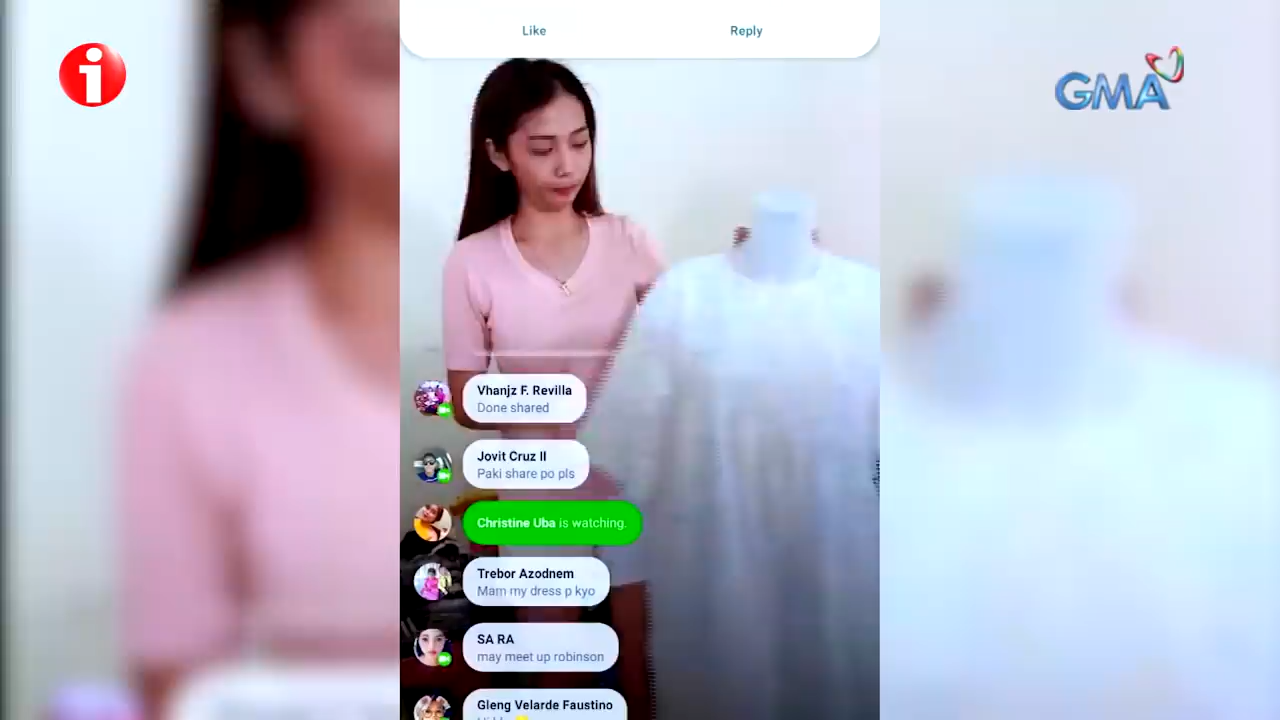 Like
Reply
i
GMA
Vhanjz F. Revilla
Done shared
Jovit Cruz II
Paki share po pls
Christine Uba is watching.
Trebor Azodnem
Mam my dress p kyo
SA RA
may meet up robinson
Gleng Velarde Faustino